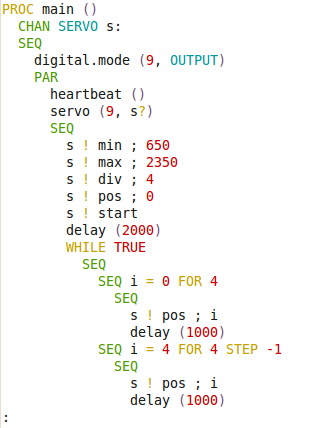 PROC main ()
  CHAN SERVO s:
  SEQ
    digital.mode (9, OUTPUT)
    PAR
      heartbeat ()
      servo (9, s?)
      SEQ
        s ! min ; 650
        s ! max ; 2350
        s ! div ; 4
        s ! pos ; 0
        s ! start
        delay (2000)
        WHILE TRUE
          SEQ
            SEQ i = 0 FOR 4
              SEQ
                s ! pos ; i
                delay (1000)
            SEQ i = 4 FOR 4 STEP -1
              SEQ
                s ! pos ; i
                delay (1000)
: